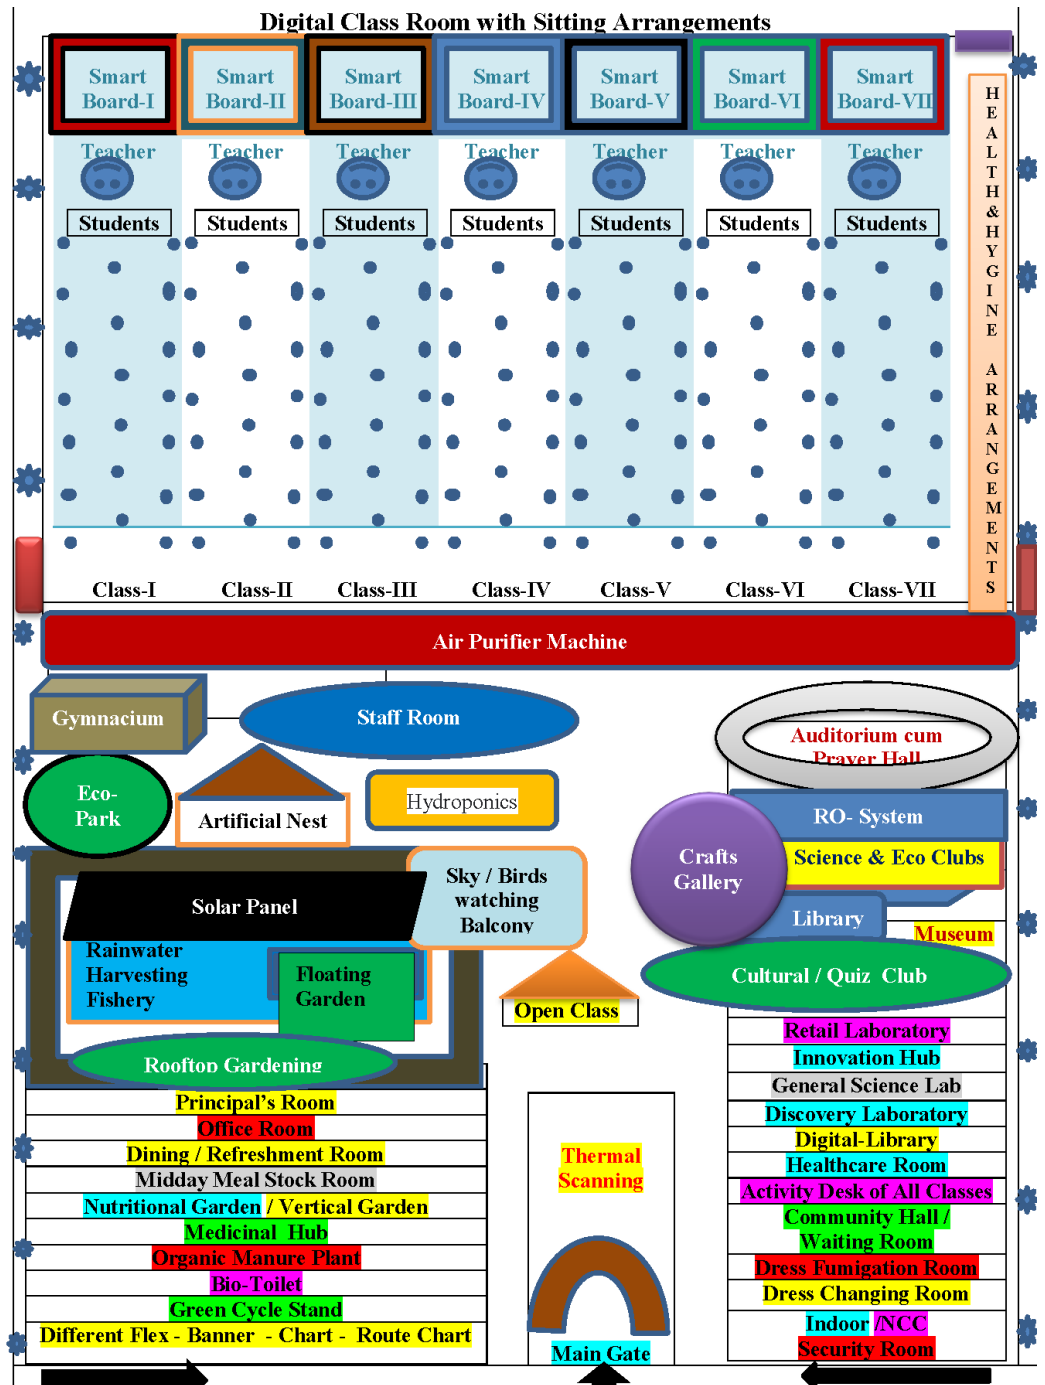 Digital Class Room with Sitting Arrangements
Smart
Board-I
Smart
Board-II
Smart
Board-III
Smart
Board-IV
Smart
Board-V
Smart
Board-VI
Smart
Board-VII
Teacher
Teacher
Teacher
Teacher
Teacher
Teacher
Teacher
Students
Students
Students
Students
Students
Students
Students
HEALTH&HYGINE ARRANGEMENTS
Class-I
Class-II
Class-III
Class-IV
Class-V
Class-VI
Class-VII
Air Purifier Machine
Gymnacium
Staff Room
Auditorium cum
Prayer Hall
Eco-
Park
Artificial Nest
Hydroponics
RO- System
Crafts
Gallery
Science & Eco Clubs
Sky / Birds
watching
Balcony
Solar Panel
Library
Museum
Rainwater
Harvesting
Fishery
Floating
Garden
Cultural / Quiz Club
Open Class
Rooftop Gardening
Principal's Room
Office Room
Dining / Refreshment Room
Midday Meal Stock Room
Nutritional Garden / Vertical Garden
Medicinal Hub
Organic Manure Plant
Bio-Toilet
Green Cycle Stand
Different Flex - Banner - Chart - Route Chart
Thermal
Scanning
Main Gate
Retail Laboratory
Innovation Hub
General Science Lab
Discovery Laboratory
Digital-Library
Healthcare Room
Activity Desk of All Classes
Community Hall /
Waiting Room
Dress Fumigation Room
Dress Changing Room
Indoor /NCC
Security Room